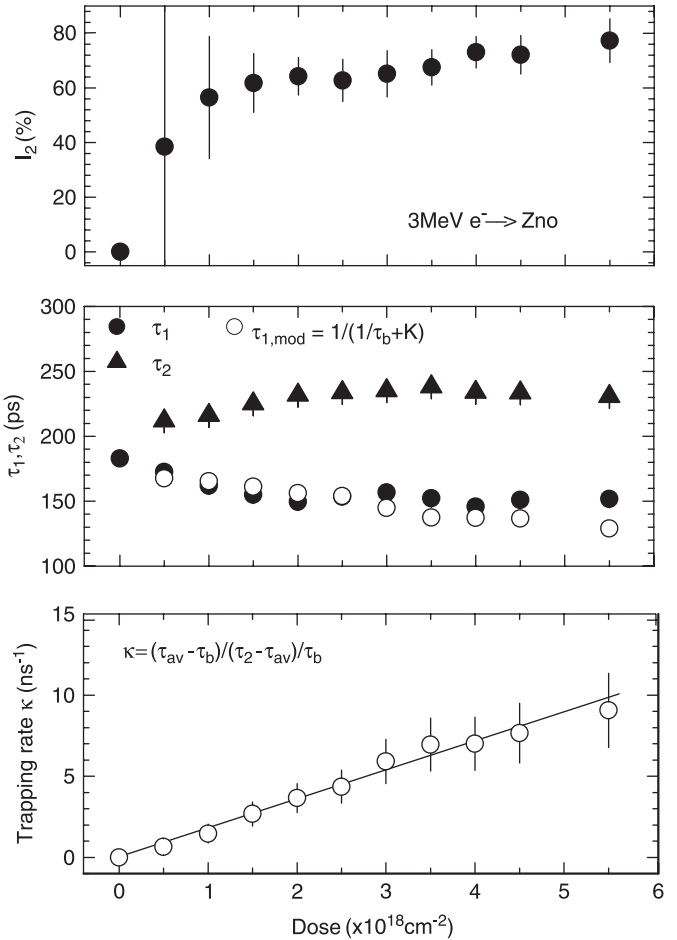 80
60
40
20
0
I₂(%)
3MeV e⁻—> Zno
300
250
200
150
100
τ₁,τ₂ (ps)
τ₁
τ₁,mod = 1/(1/τb+K)
τ₂
15
10
5
0
Trapping rate κ (ns⁻¹)
κ=(τav-τb)/(τ₂-τav)/τb
0 1 2 3 4 5 6
Dose (x10¹⁸cm⁻²)